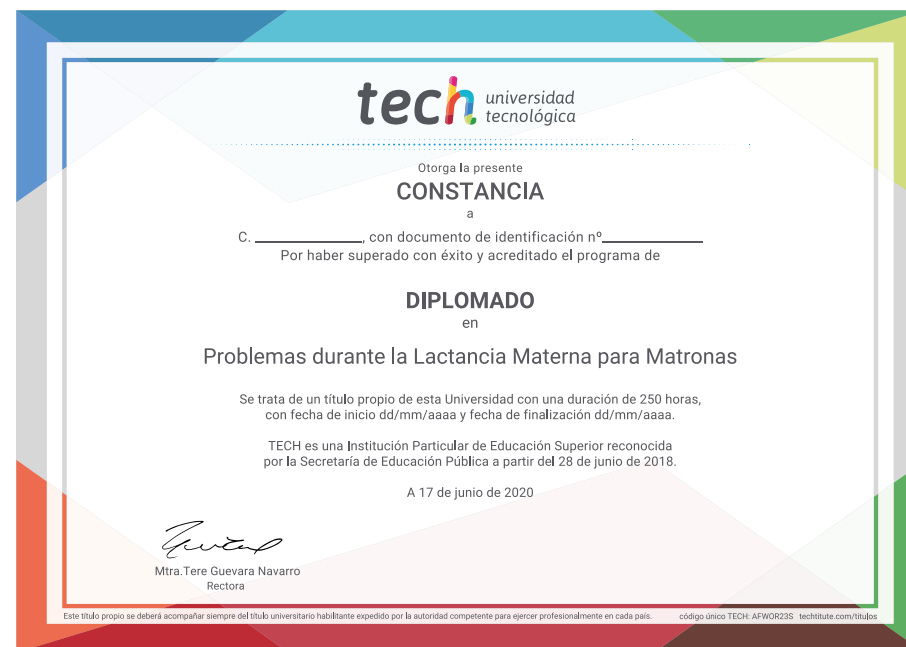 tech universidad
tecnológica
Otorga la presente
CONSTANCIA
a
C. ____________, con documento de identificación nº____________
Por haber superado con éxito y acreditado el programa de
DIPLOMADO
en
Problemas durante la Lactancia Materna para Matronas
Se trata de un título propio de esta Universidad con una duración de 250 horas,
con fecha de inicio dd/mm/aaaa y fecha de finalización dd/mm/aaaa.
TECH es una Institución Particular de Educación Superior reconocida
por la Secretaría de Educación Pública a partir del 28 de junio de 2018.
A 17 de junio de 2020
Mtra.Tere Guevara Navarro
Rectora
Este título propio se deberá acompañar siempre del título universitario habilitante expedido por la autoridad competente para ejercer profesionalmente en cada país. código único TECH: AFWOR23S techtitute.com/titulos